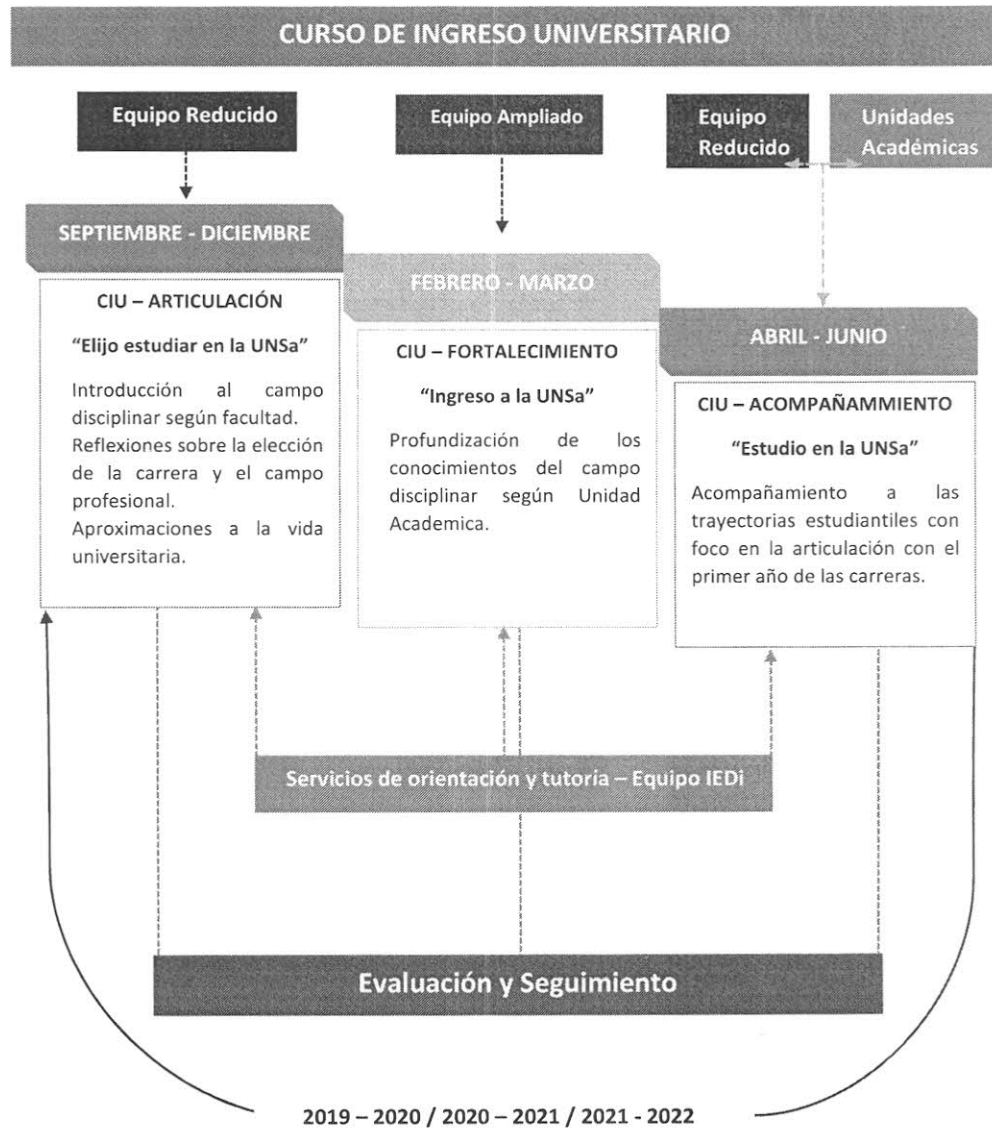 CURSO DE INGRESO UNIVERSITARIO
Equipo Reducido
Equipo Ampliado
Equipo
Reducido
Unidades
Académicas
SEPTIEMBRE - DICIEMBRE
CIU – ARTICULACIÓN
“Elijo estudiar en la UNSa”
Introducción al campo
disciplinar según facultad.
Reflexiones sobre la elección
de la carrera y el campo
profesional.
Aproximaciones a la vida
universitaria.
FEBRERO - MARZO
CIU – FORTALECIMIENTO
“Ingreso a la UNSa”
Profundización de los
conocimientos del campo
disciplinar según Unidad
Academica.
ABRIL - JUNIO
CIU – ACOMPAÑAMMIENTO
“Estudio en la UNSa”
Acompañamiento a las
trayectorias estudiantiles con
foco en la articulación con el
primer año de las carreras.
Servicios de orientación y tutoría – Equipo IEDi
Evaluación y Seguimiento
2019 – 2020 / 2020 – 2021 / 2021 - 2022